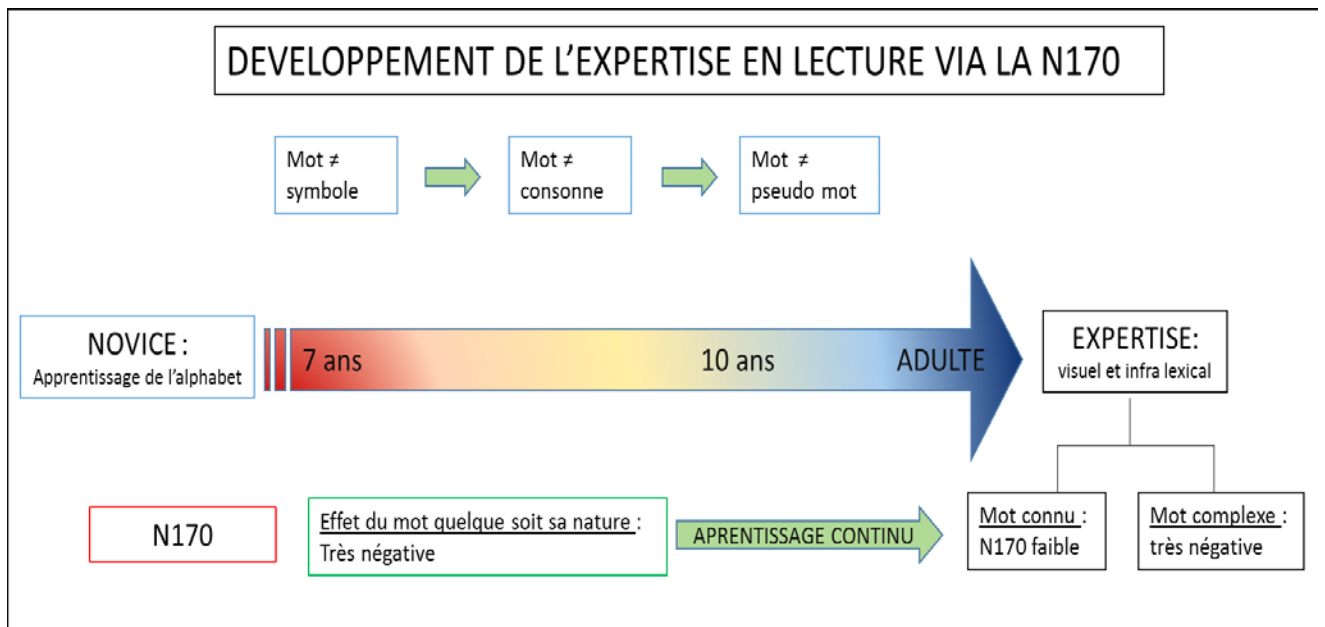 DEVELOPPEMENT DE L'EXPERTISE EN LECTURE VIA LA N170
Mot ≠
symbole
Mot ≠
consonne
Mot ≠
pseudo mot
NOVICE :
Apprentissage de l'alphabet
7 ans
10 ans
ADULTE
EXPERTISE:
visuel et infra lexical
N170
Effet du mot quelque soit sa nature :
Très négative
APRENTISSAGE CONTINU
Mot connu :
N170 faible
Mot complexe :
très négative